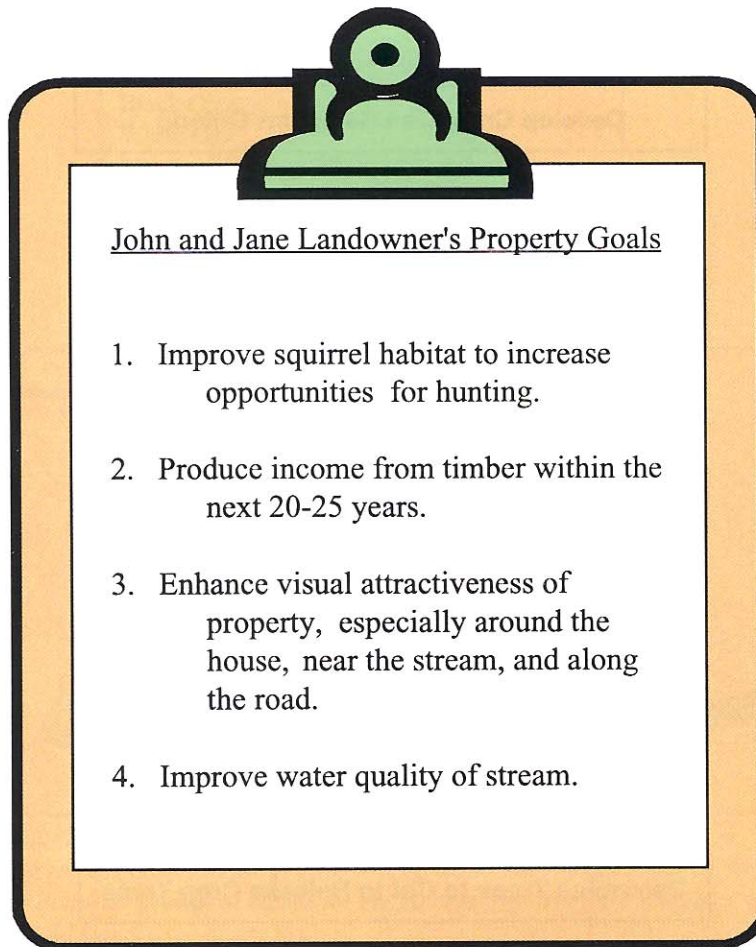 John and Jane Landowner's Property Goals
1. Improve squirrel habitat to increase
opportunities for hunting.
2. Produce income from timber within the
next 20-25 years.
3. Enhance visual attractiveness of
property, especially around the
house, near the stream, and along
the road.
4. Improve water quality of stream.